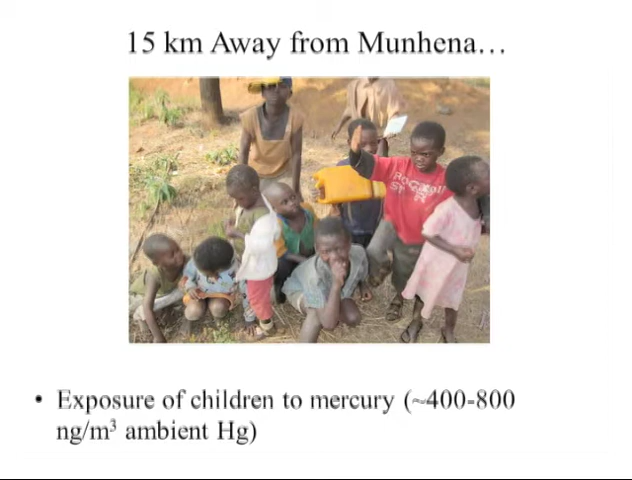 15 km Away from Munhena…
• Exposure of children to mercury (~400-800
ng/m³ ambient Hg)